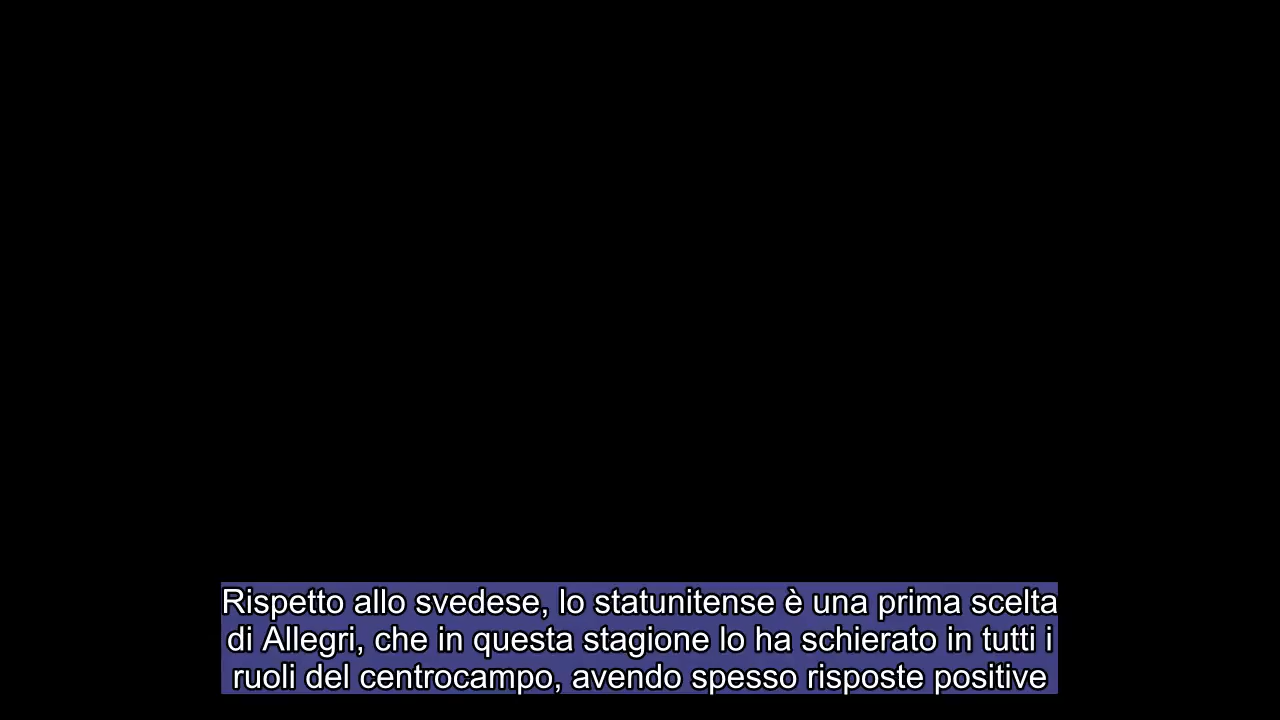 Rispetto allo svedese, lo statunitense è una prima scelta
di Allegri, che in questa stagione lo ha schierato in tutti i
ruoli del centrocampo, avendo spesso risposte positive